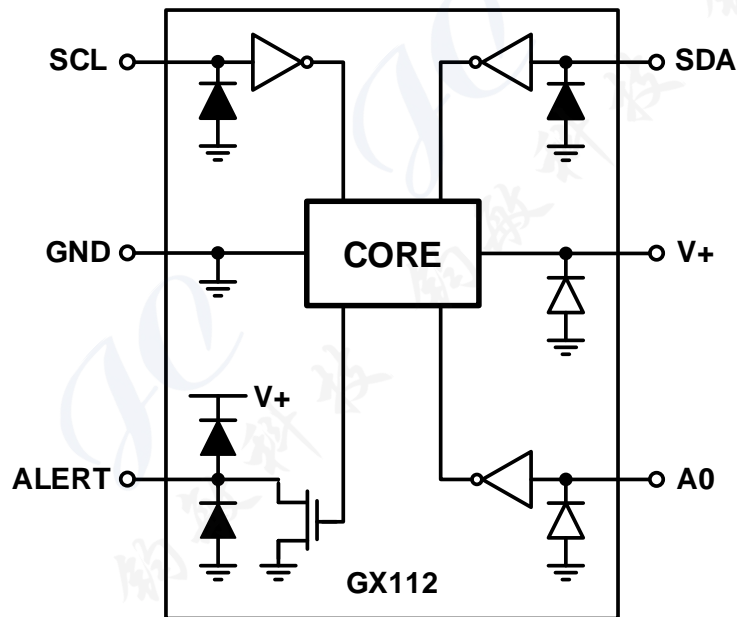 SCL
SDA
GND
CORE
V+
V+
ALERT
A0
GX112